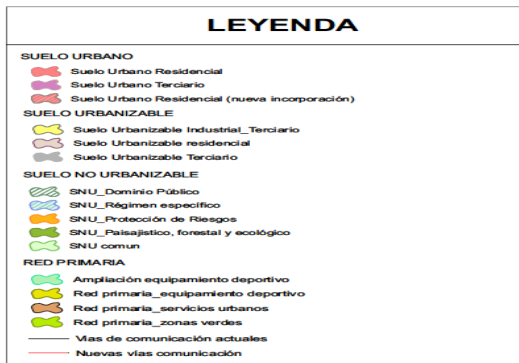 LEYENDA
SUELO URBANO
Suelo Urbano Residencial
Suelo Urbano Terciario
Suelo Urbano Residencial (nueva incorporación)
SUELO URBANIZABLE
Suelo Urbanizable Industrial_Terciario
Suelo Urbanizable residencial
Suelo Urbanizable Terciario
SUELO NO URBANIZABLE
SNU_Dominio Público
SNU_Régimen específico
SNU_Protección de Riesgos
SNU_Paisajistico, forestal y ecológico
SNU comun
RED PRIMARIA
Ampliación equipamiento deportivo
Red primaria_equipamiento deportivo
Red primaria_servicios urbanos
Red primaria_zonas verdes
Vias de comunicación actuales
Nuevas vias comunicación